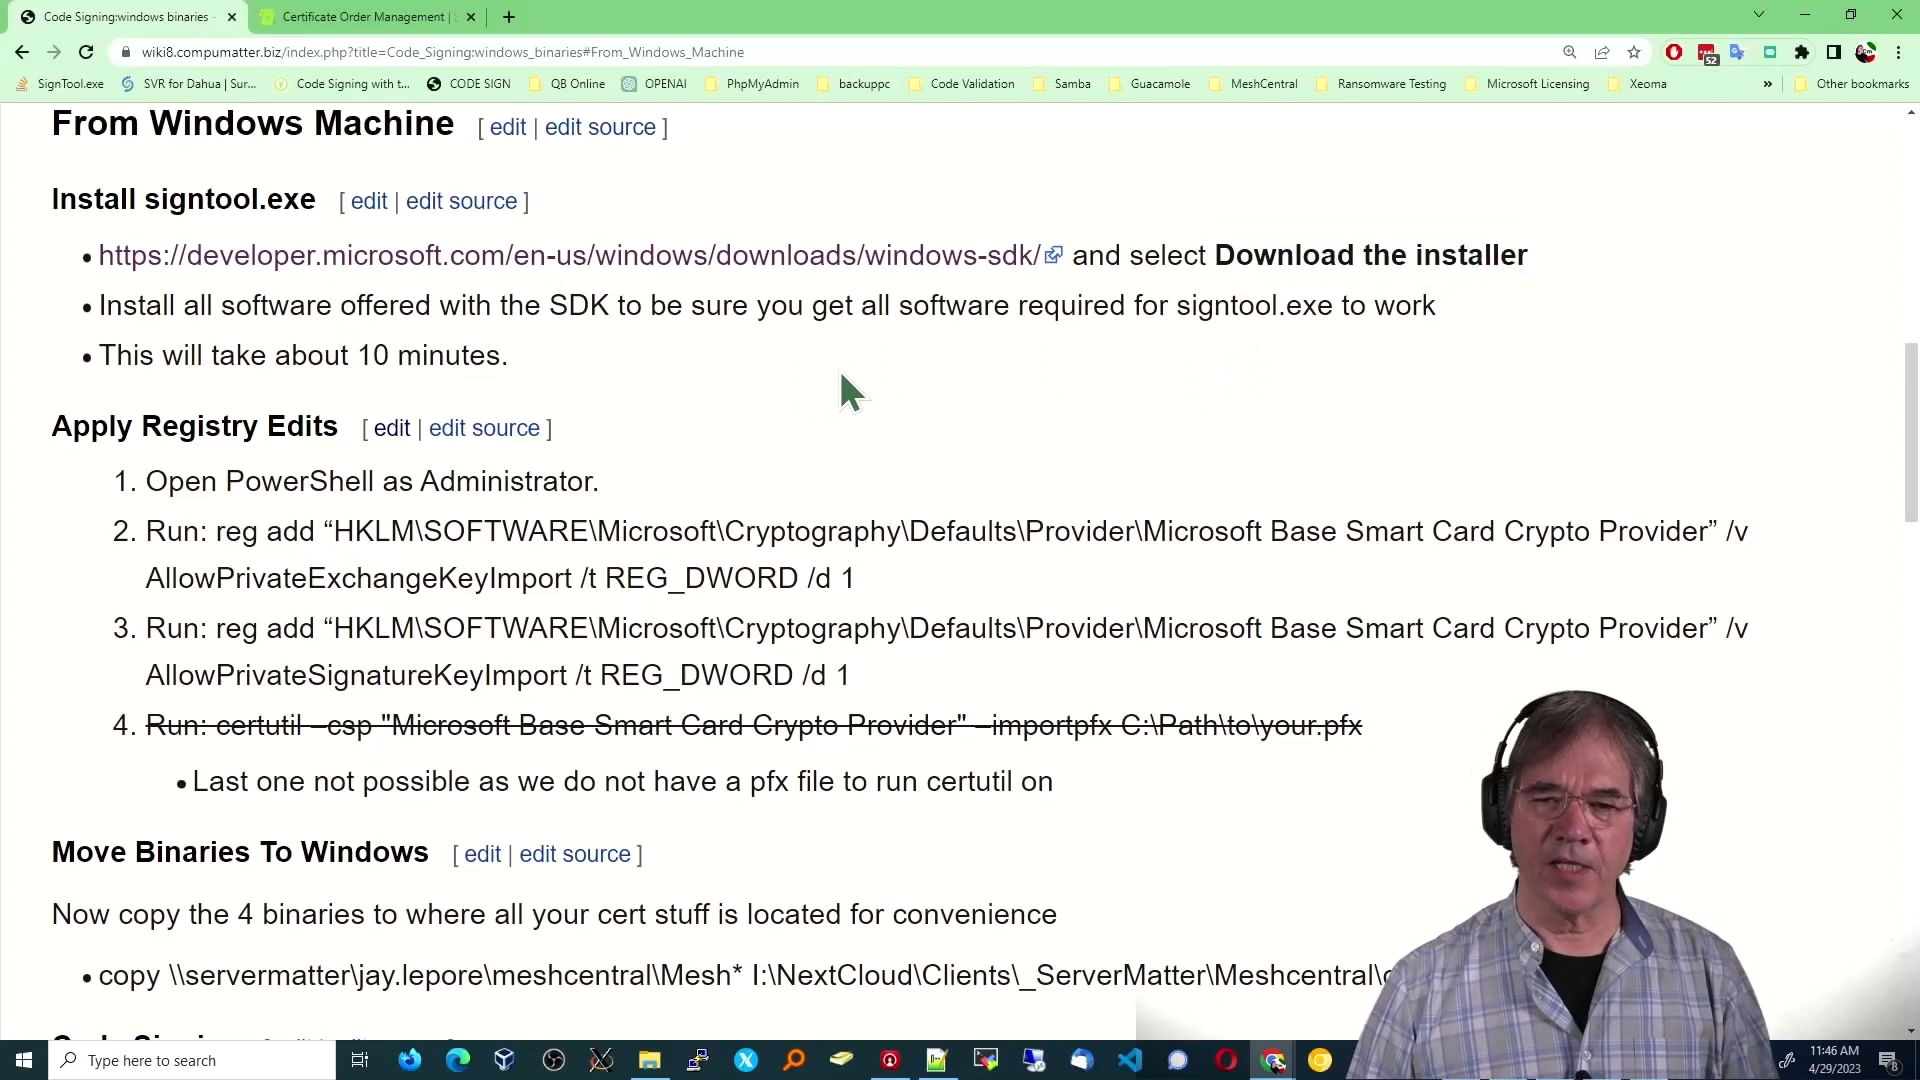 Code Signing:windows binaries -
Certificate Order Management |
wiki8.compumatter.biz/index.php?title=Code_Signing:windows_binaries#From_Windows_Machine
52
SignTool.exe
SVR for Dahua | Sur...
Code Signing with t...
CODE SIGN
QB Online
OPENAI
PhpMyAdmin
backuppc
Code Validation
Samba
Guacamole
MeshCentral
Ransomware Testing
Microsoft Licensing
Xeoma
»
Other bookmarks
From Windows Machine [ edit | edit source ]
Install signtool.exe [ edit | edit source ]
• https://developer.microsoft.com/en-us/windows/downloads/windows-sdk/ and select Download the installer
• Install all software offered with the SDK to be sure you get all software required for signtool.exe to work
• This will take about 10 minutes.
Apply Registry Edits [ edit | edit source ]
1. Open PowerShell as Administrator.
2. Run: reg add “HKLM\SOFTWARE\Microsoft\Cryptography\Defaults\Provider\Microsoft Base Smart Card Crypto Provider” /v
AllowPrivateExchangeKeyImport /t REG_DWORD /d 1
3. Run: reg add “HKLM\SOFTWARE\Microsoft\Cryptography\Defaults\Provider\Microsoft Base Smart Card Crypto Provider” /v
AllowPrivateSignatureKeyImport /t REG_DWORD /d 1
4. Run: certutil –csp "Microsoft Base Smart Card Crypto Provider" –importpfx C:\Path\to\your.pfx
• Last one not possible as we do not have a pfx file to run certutil on
Move Binaries To Windows [ edit | edit source ]
Now copy the 4 binaries to where all your cert stuff is located for convenience
• copy \\servermatter\jay.lepore\meshcentral\Mesh* I:\NextCloud\Clients\_ServerMatter\Meshcentral\
Type here to search
11:46 AM
4/29/2023
8